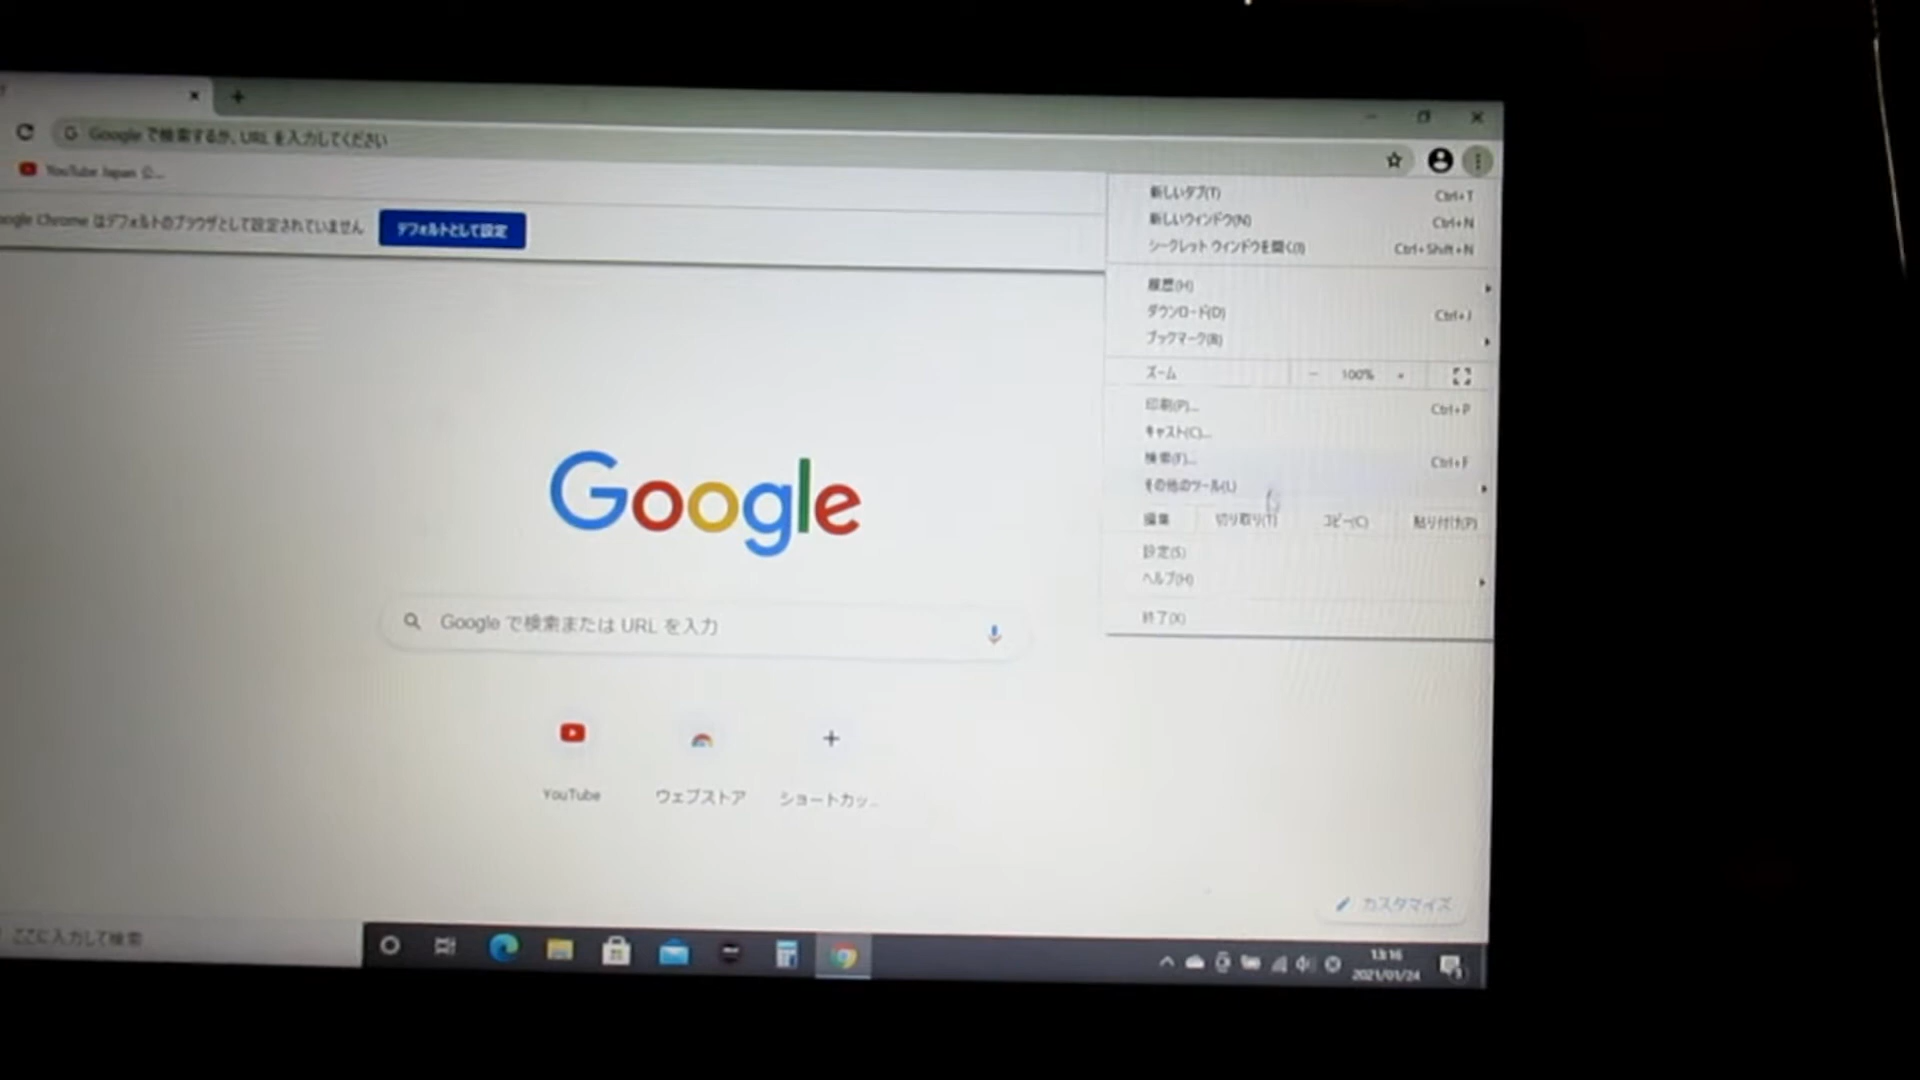 Google で検索するか、URL を入力してください
YouTube Japan 公...
oogle Chrome はデフォルトのブラウザとして設定されていません
デフォルトとして設定
新しいタブ(T) Ctrl+T
新しいウィンドウ(N) Ctrl+N
シークレット ウィンドウを開く(I) Ctrl+Shift+N
履歴(H)
ダウンロード(D) Ctrl+J
ブックマーク(B)
ズーム - 100% +
印刷(P)... Ctrl+P
キャスト(C)...
検索(F)... Ctrl+F
その他のツール(L)
編集 切り取り(T) コピー(C) 貼り付け(P)
設定(S)
ヘルプ(H)
終了(X)
Google
Google で検索または URL を入力
YouTube
ウェブストア
ショートカッ...
カスタマイズ
ここに入力して検索
13:16
2021/01/24